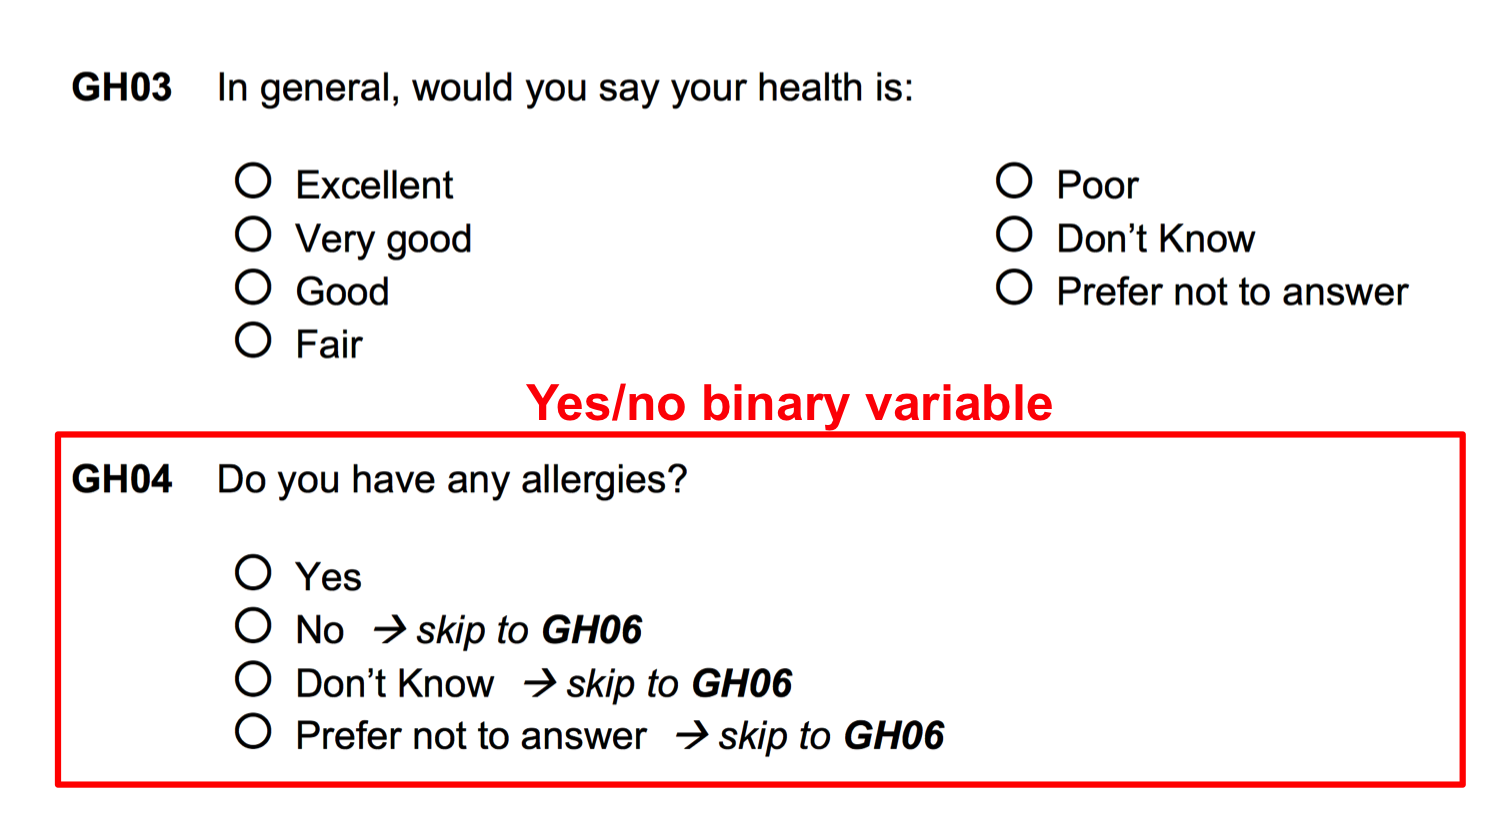 GH03 In general, would you say your health is:
Excellent
Very good
Good
Fair
Poor
Don’t Know
Prefer not to answer
Yes/no binary variable
GH04 Do you have any allergies?
Yes
No → skip to GH06
Don’t Know → skip to GH06
Prefer not to answer → skip to GH06